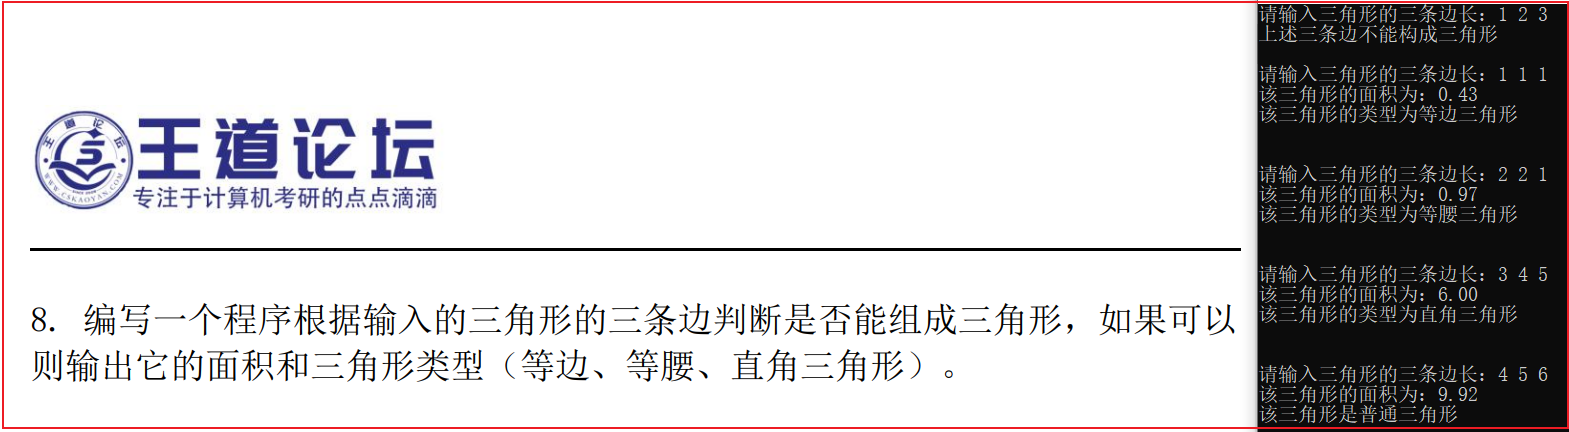 王道论坛
专注于计算机考研的点点滴滴
王道论坛
WWW.CSKAOYAN.COM
8. 编写一个程序根据输入的三角形的三条边判断是否能组成三角形，如果可以
则输出它的面积和三角形类型（等边、等腰、直角三角形）。
请输入三角形的三条边长：1 2 3
上述三条边不能构成三角形
请输入三角形的三条边长：1 1 1
该三角形的面积为：0.43
该三角形的类型为等边三角形
请输入三角形的三条边长：2 2 1
该三角形的面积为：0.97
该三角形的类型为等腰三角形
请输入三角形的三条边长：3 4 5
该三角形的面积为：6.00
该三角形的类型为直角三角形
请输入三角形的三条边长：4 5 6
该三角形的面积为：9.92
该三角形是普通三角形